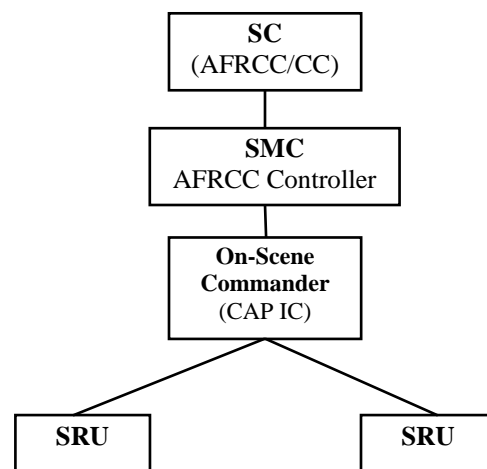 SC
(AFRCC/CC)
SMC
AFRCC Controller
On-Scene
Commander
(CAP IC)
SRU
SRU